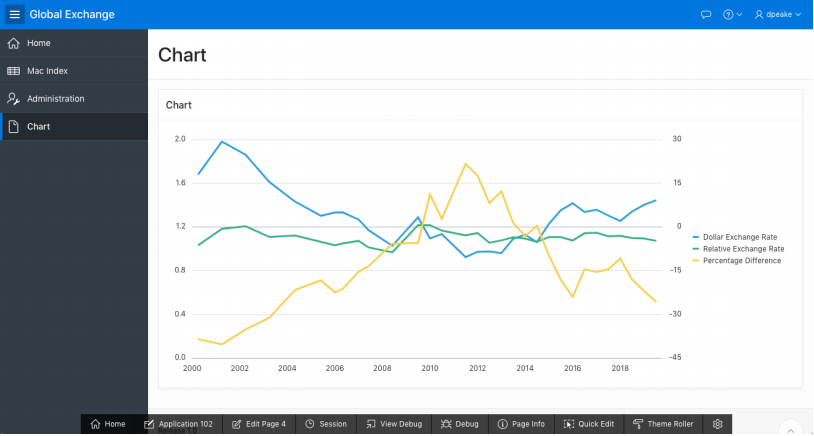 Global Exchange
dpeake
Home
Mac Index
Administration
Chart
Chart
Chart
2.0
1.6
1.2
0.8
0.4
0.0
30
15
0
-15
-30
-45
2000 2002 2004 2006 2008 2010 2012 2014 2016 2018
Dollar Exchange Rate
Relative Exchange Rate
Percentage Difference
Release 1.0
Home Application 102 Edit Page 4 Session View Debug Debug Page Info Quick Edit Theme Roller